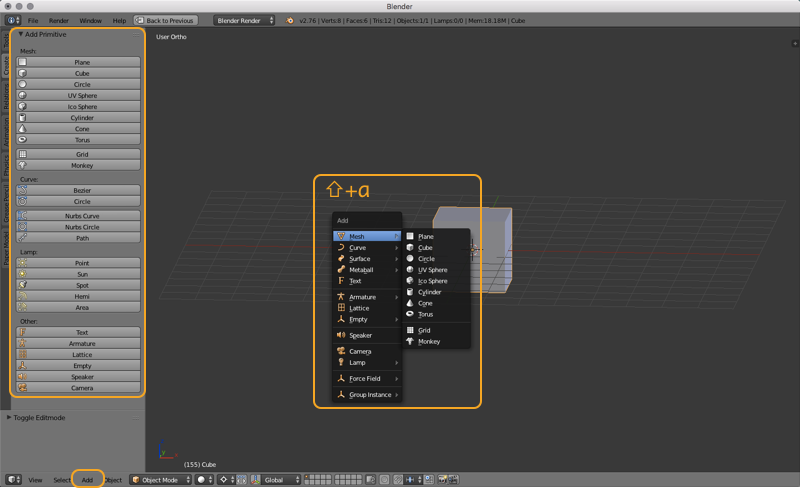 Blender
File Render Window Help Back to Previous Blender Render v2.76 | Verts:8 | Faces:6 | Tris:12 | Objects:1/1 | Lamps:0/0 | Mem:18.18M | Cube
Tools
Create
Relations
Animation
Physics
Grease Pencil
Paper Model
Add Primitive
Mesh:
Plane
Cube
Circle
UV Sphere
Ico Sphere
Cylinder
Cone
Torus
Grid
Monkey
Curve:
Bezier
Circle
Nurbs Curve
Nurbs Circle
Path
Lamp:
Point
Sun
Spot
Hemi
Area
Other:
Text
Armature
Lattice
Empty
Speaker
Camera
Toggle Editmode
User Ortho
⇧+a
Add
Mesh
Curve
Surface
Metaball
Text
Armature
Lattice
Empty
Speaker
Camera
Lamp
Force Field
Group Instance
Plane
Cube
Circle
UV Sphere
Ico Sphere
Cylinder
Cone
Torus
Grid
Monkey
(155) Cube
View Select Add Object Object Mode Global